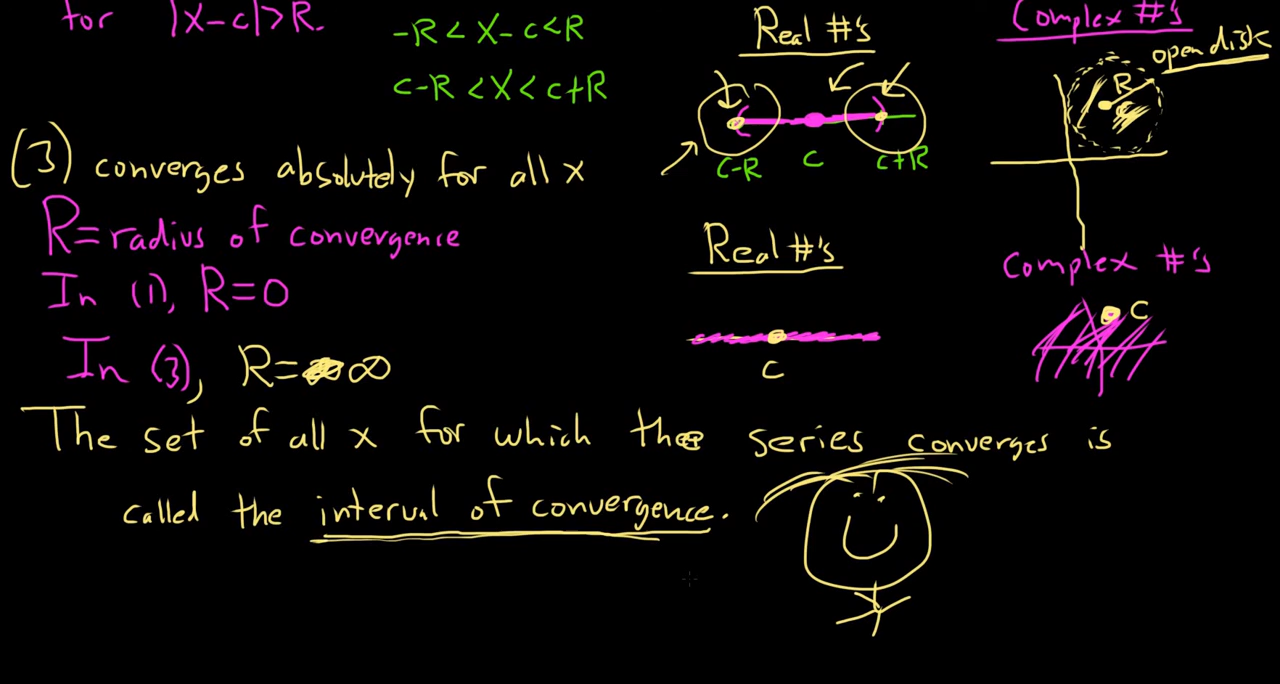 for |X-c|>R.
-R < X-c < R
c-R < X < c+R
(3) converges absolutely for all x
R = radius of convergence
In (1), R=0
In (3), R= ∞
The set of all x for which the series converges is
called the interval of convergence.
Real #'s
c-R c c+R
Real #'s
c
Complex #'s
open disk
R
Complex #'s
c